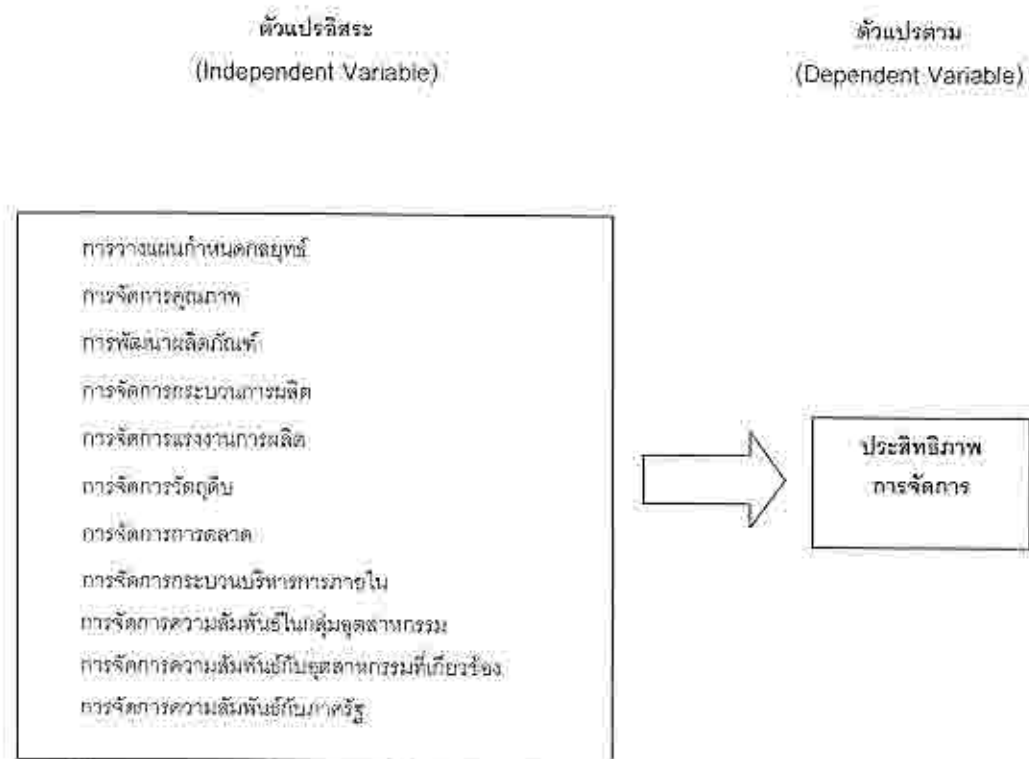 ตัวแปรอิสระ
(Independent Variable)
ตัวแปรตาม
(Dependent Variable)
การวางแผนกำหนดกลยุทธ์
การจัดการคุณภาพ
การพัฒนาผลิตภัณฑ์
การจัดการกระบวนการผลิต
การจัดการแรงงานการผลิต
การจัดการวัตถุดิบ
การจัดการการตลาด
การจัดการกระบวนบริหารการภายใน
การจัดการความสัมพันธ์ในกลุ่มอุตสาหกรรม
การจัดการความสัมพันธ์กับอุตสาหกรรมที่เกี่ยวข้อง
การจัดการความสัมพันธ์กับภาครัฐ
ประสิทธิภาพ
การจัดการ